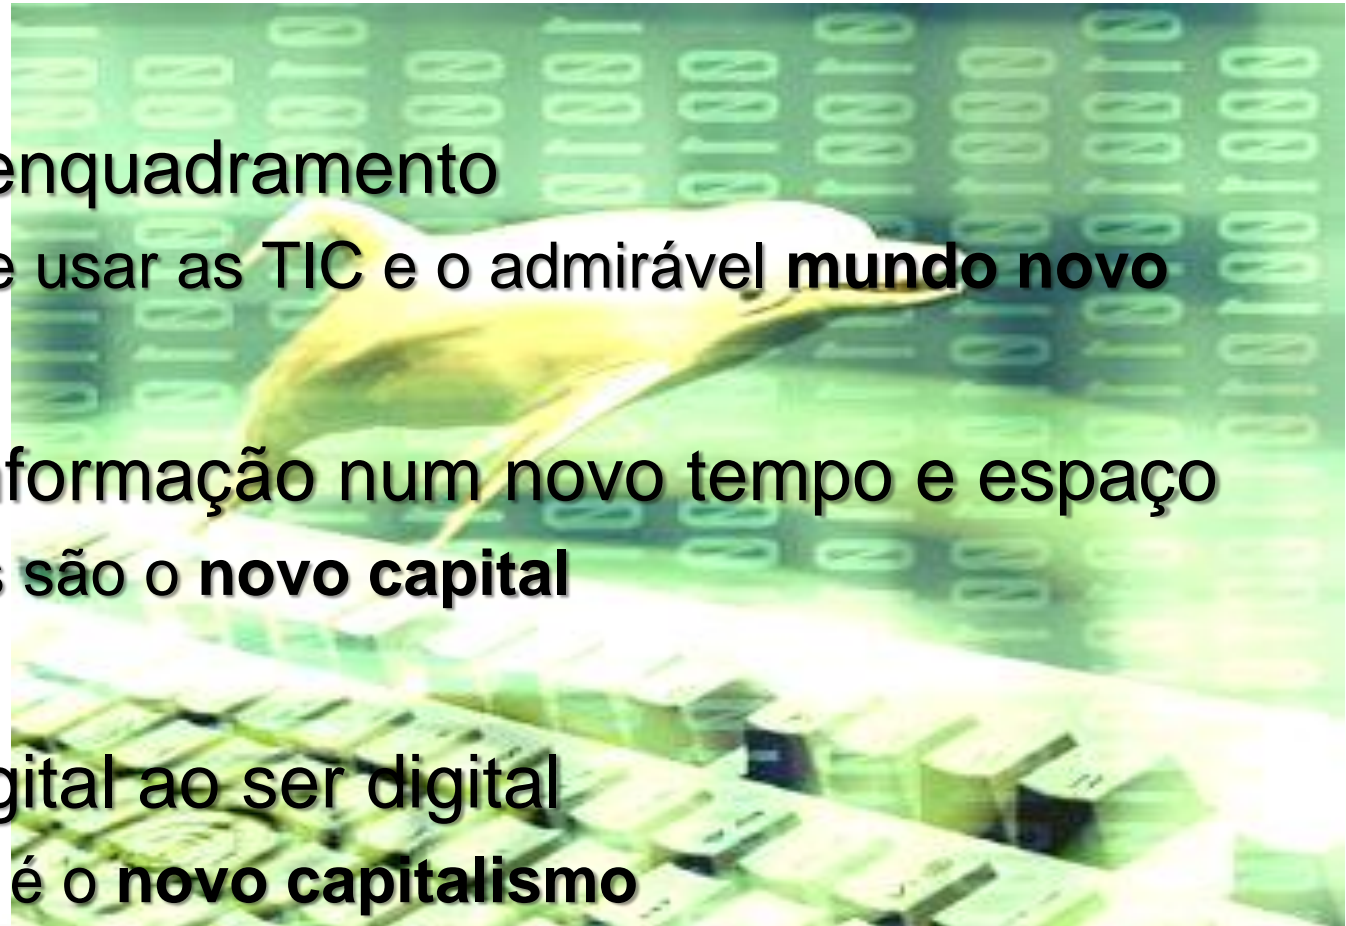 enquadramento
e usar as TIC e o admirável mundo novo
nformação num novo tempo e espaço
s são o novo capital
gital ao ser digital
é o novo capitalismo